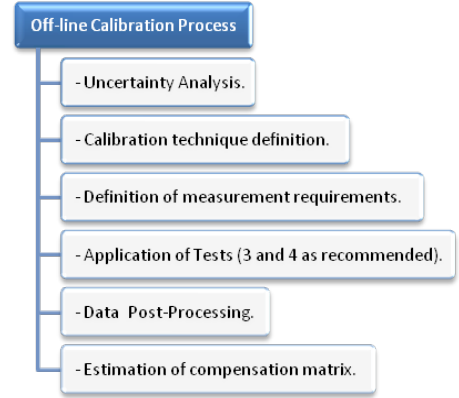 Off-line Calibration Process
- Uncertainty Analysis.
- Calibration technique definition.
- Definition of measurement requirements.
- Application of Tests (3 and 4 as recommended).
- Data Post-Processing.
- Estimation of compensation matrix.